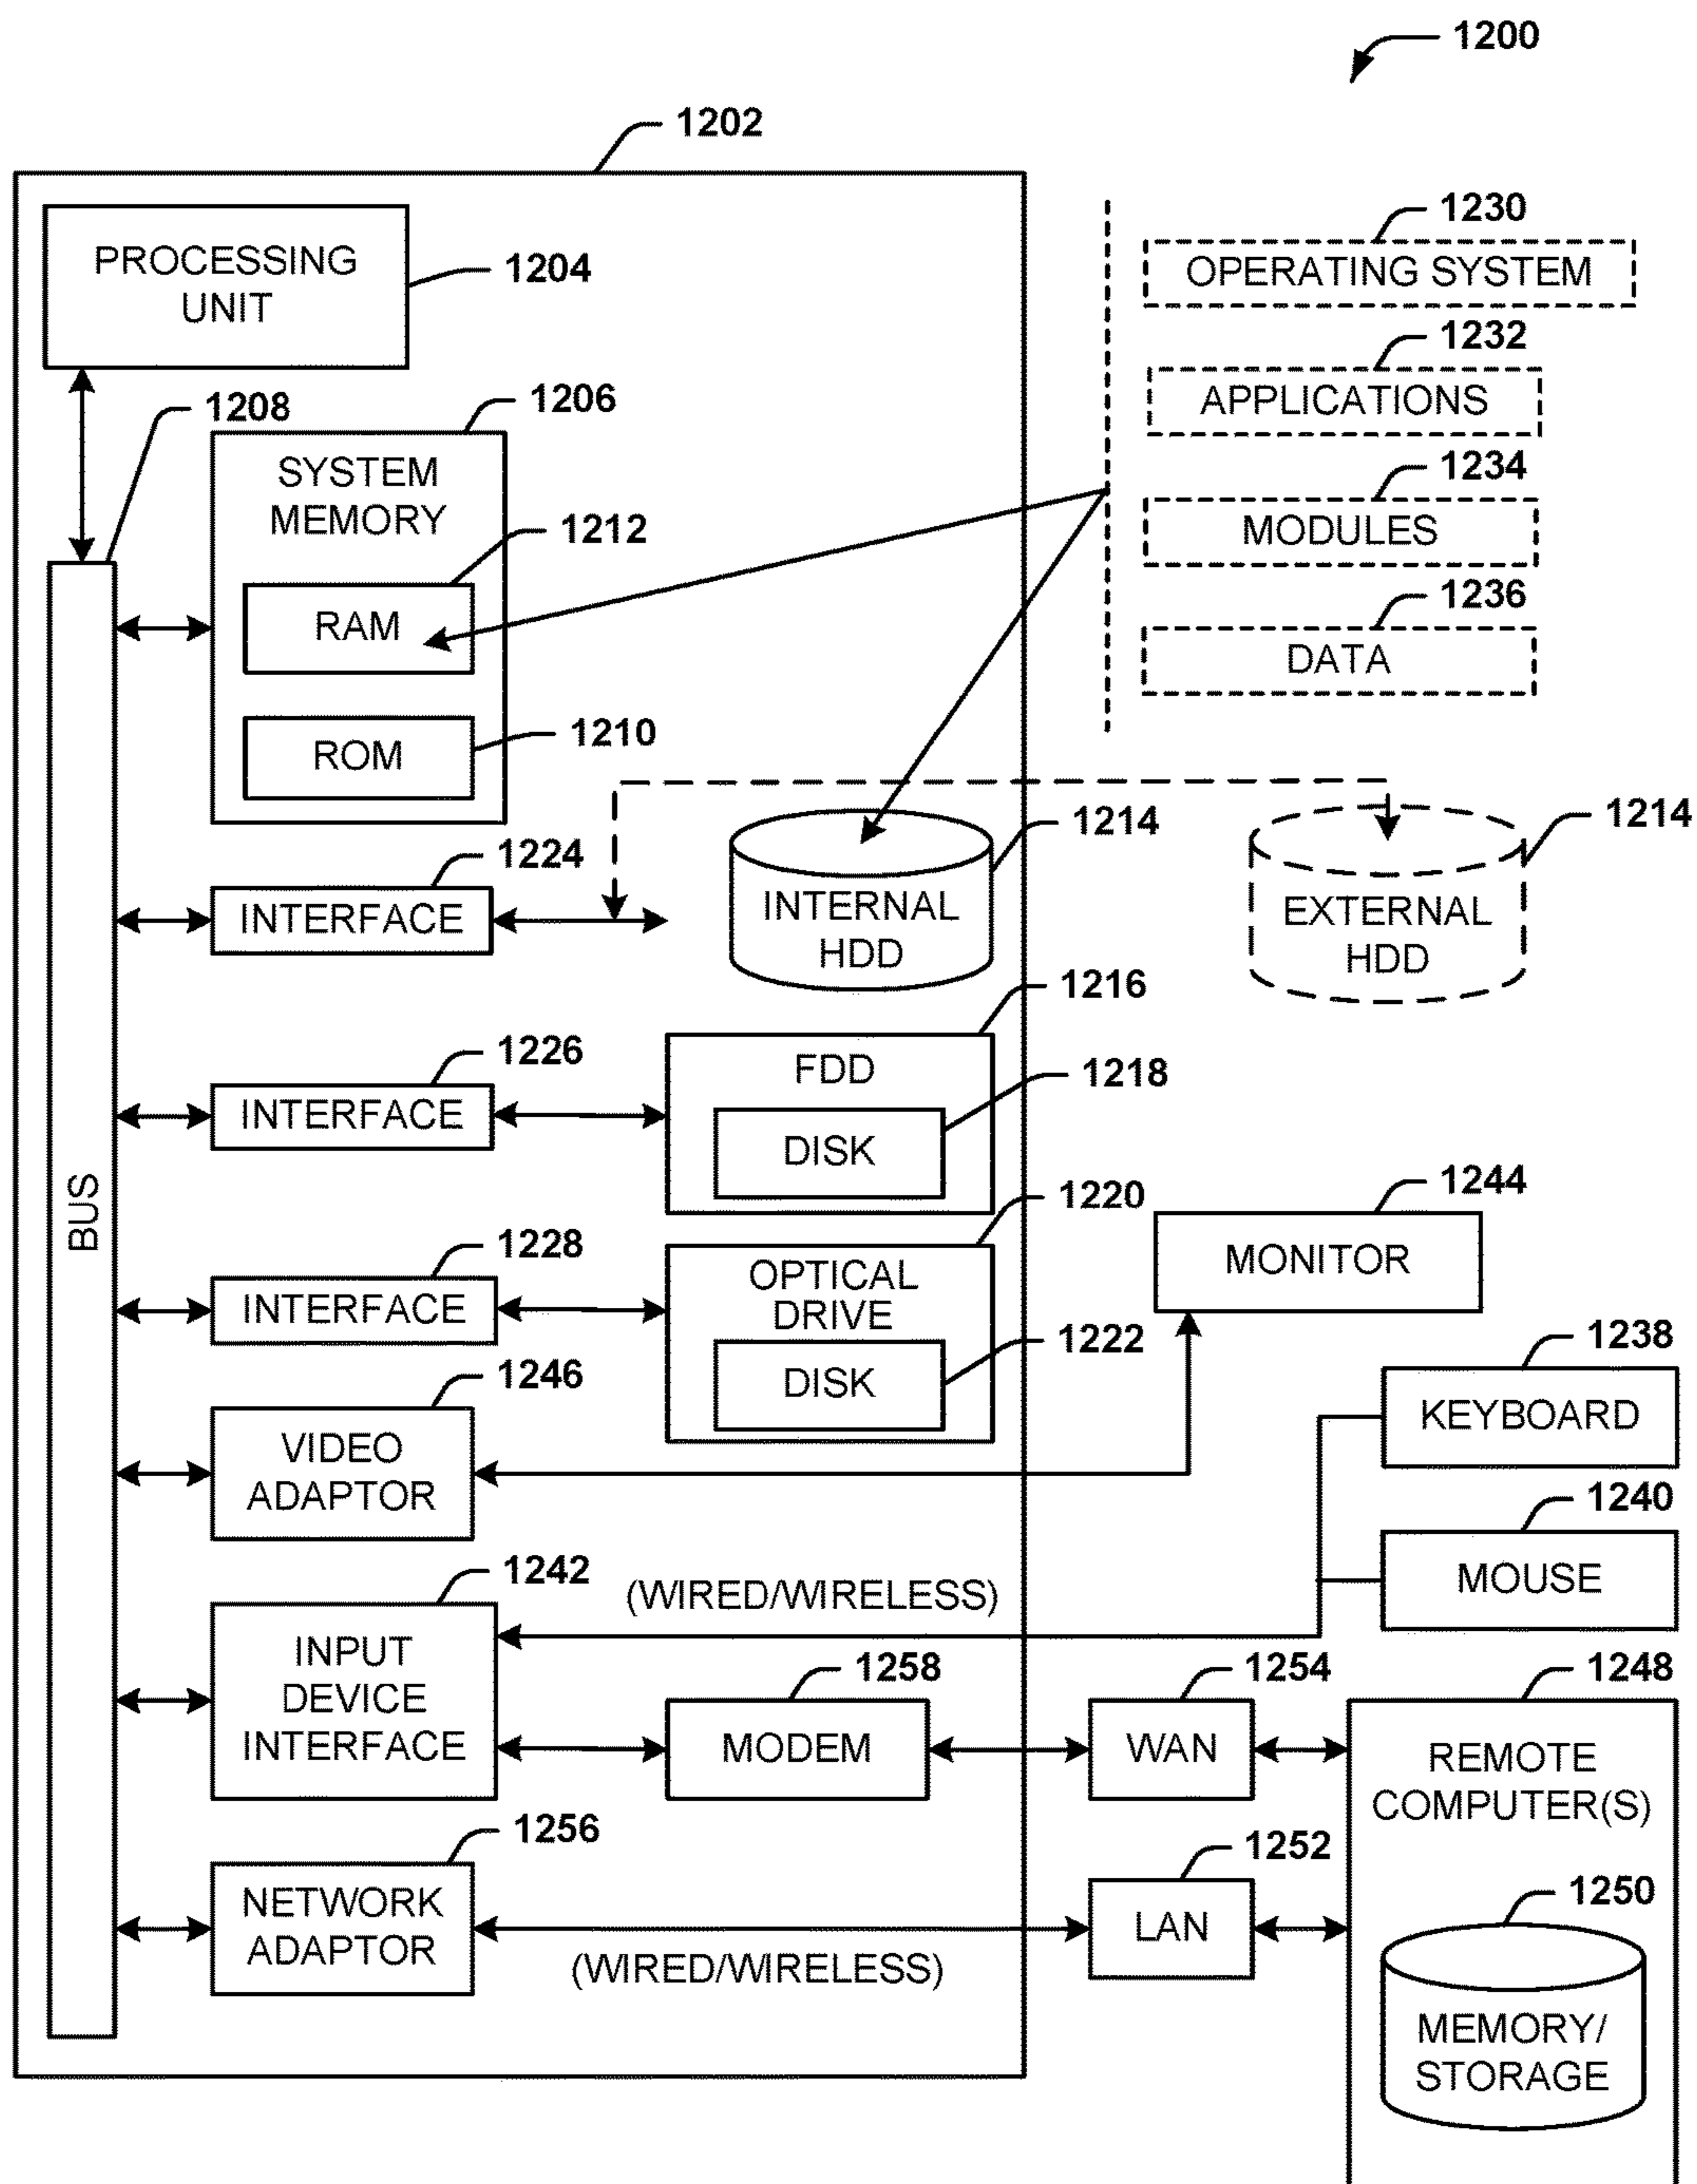 1200
1202
PROCESSING
UNIT
1204
1230
OPERATING SYSTEM
1232
APPLICATIONS
1234
MODULES
1236
DATA
1208
1206
SYSTEM
MEMORY
1212
RAM
1210
ROM
1224
INTERFACE
1214
INTERNAL
HDD
1214
EXTERNAL
HDD
1226
INTERFACE
1216
FDD
1218
DISK
BUS
1228
INTERFACE
1220
OPTICAL
DRIVE
1222
DISK
1244
MONITOR
1246
VIDEO
ADAPTOR
1238
KEYBOARD
1240
MOUSE
1242
INPUT
DEVICE
INTERFACE
(WIRED/WIRELESS)
1258
MODEM
1254
WAN
1248
REMOTE
COMPUTER(S)
1256
NETWORK
ADAPTOR
(WIRED/WIRELESS)
1252
LAN
1250
MEMORY/
STORAGE